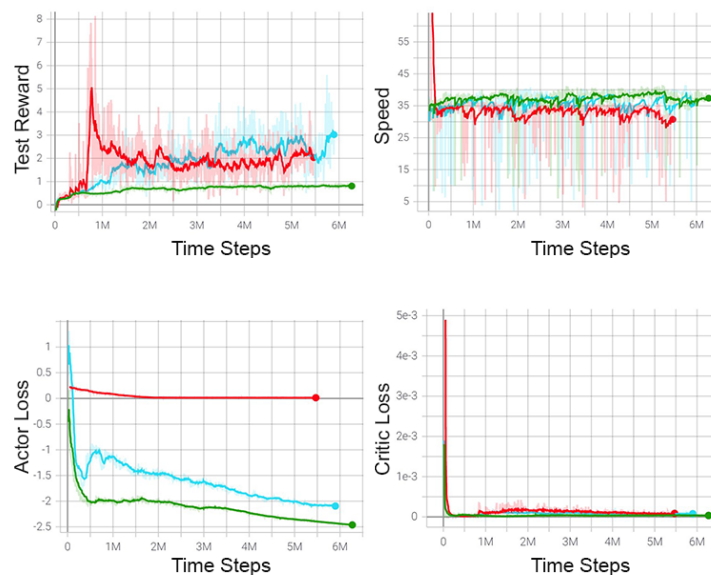 Test Reward
8
7
6
5
4
3
2
1
0
0 1M 2M 3M 4M 5M 6M
Time Steps
Speed
55
45
35
25
15
5
0 1M 2M 3M 4M 5M 6M
Time Steps
Actor Loss
1
0.5
0
-0.5
-1
-1.5
-2
-2.5
0 1M 2M 3M 4M 5M 6M
Time Steps
Critic Loss
5e-3
4e-3
3e-3
2e-3
1e-3
0
0 1M 2M 3M 4M 5M 6M
Time Steps